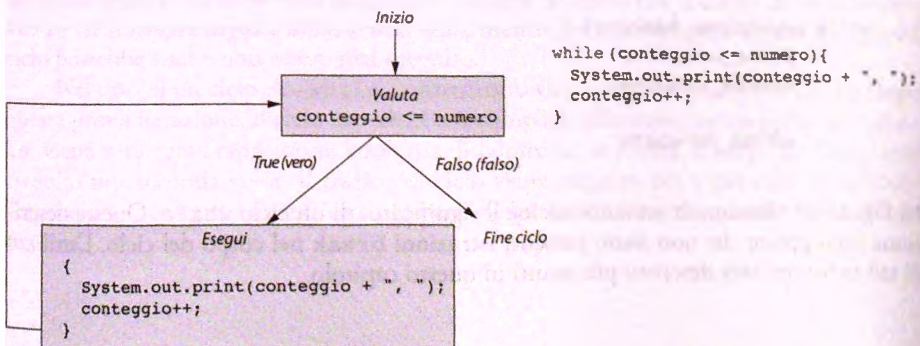 Inizio
while (conteggio <= numero){
System.out.print(conteggio + ", ");
conteggio++;
}
Valuta
conteggio <= numero
True (vero)
Falso (falso)
Esegui
Fine ciclo
{
System.out.print(conteggio + ", ");
conteggio++;
}